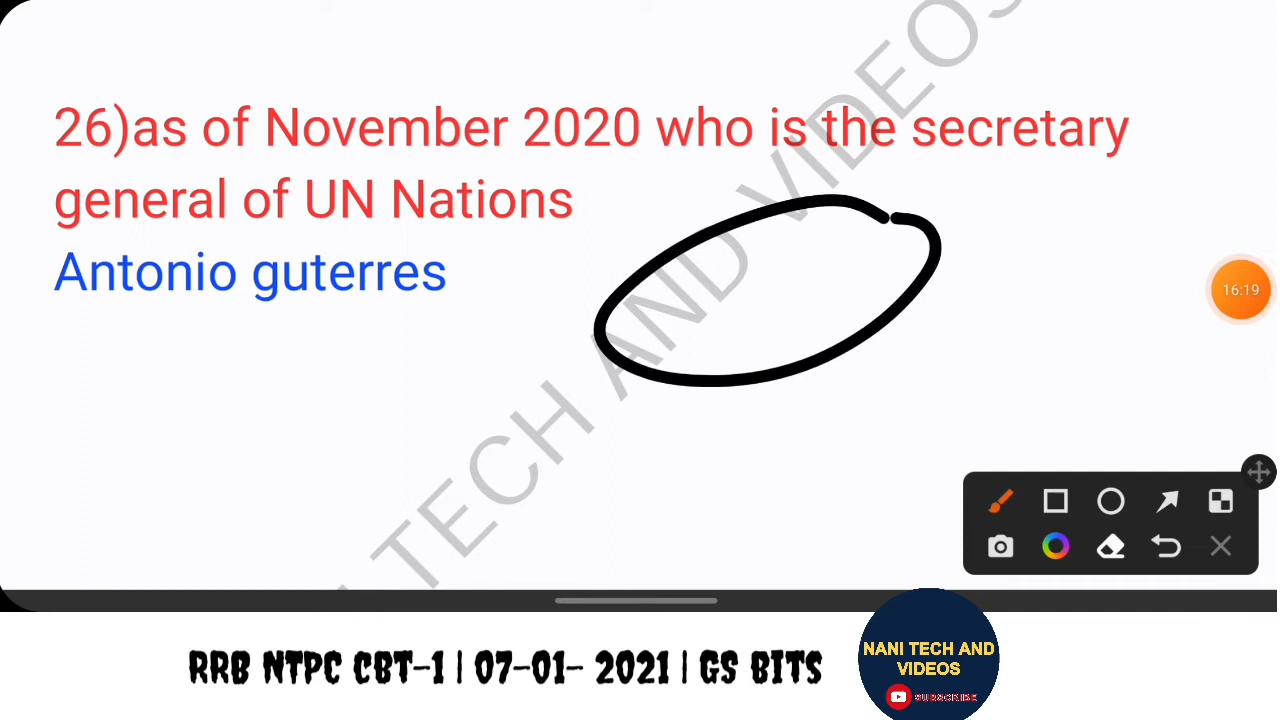 26)as of November 2020 who is the secretary
general of UN Nations
Antonio guterres
TECH AND VIDEOS
16:19
RRB NTPC CBT-1 | 07-01- 2021 | GS BITS
NANI TECH AND
VIDEOS
SUBSCRIBE